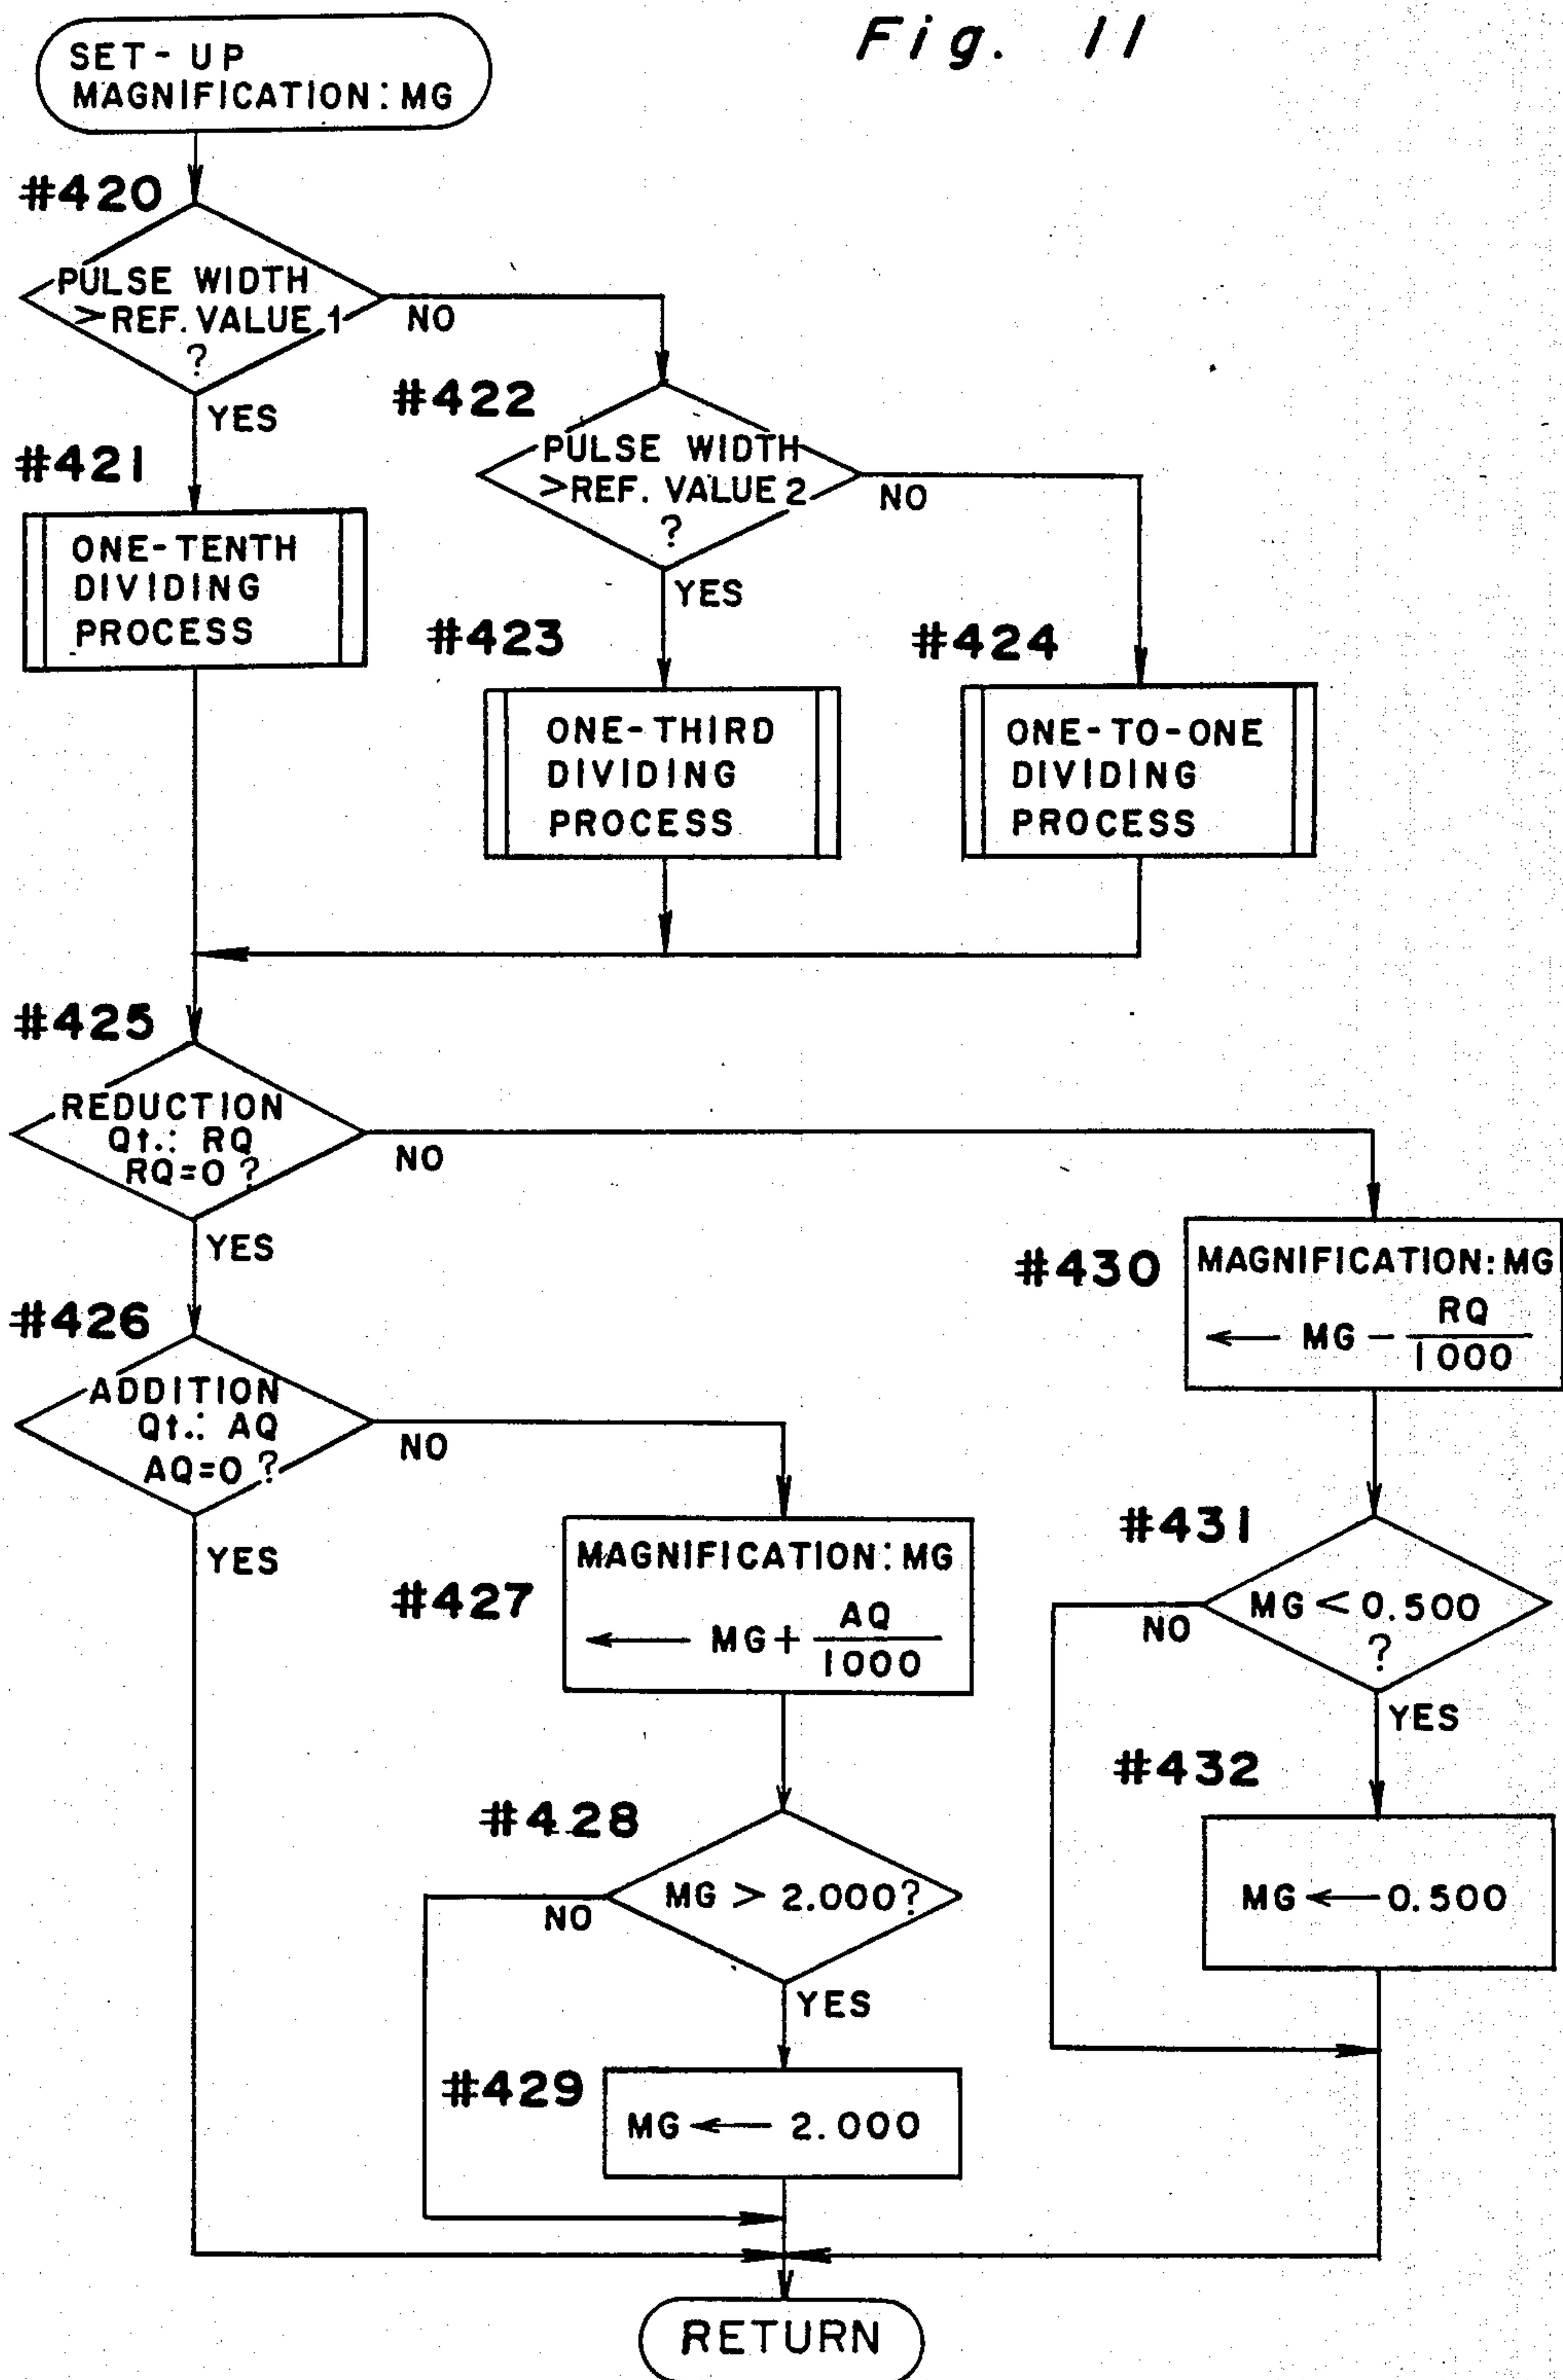 Fig. 11
SET-UP
MAGNIFICATION:MG
#420
PULSE WIDTH
>REF. VALUE 1
?
NO
YES
#421
ONE-TENTH
DIVIDING
PROCESS
#422
PULSE WIDTH
>REF. VALUE 2
?
NO
YES
#423
ONE-THIRD
DIVIDING
PROCESS
#424
ONE-TO-ONE
DIVIDING
PROCESS
#425
REDUCTION
Qt.: RQ
RQ=0 ?
NO
YES
#426
ADDITION
Qt.: AQ
AQ=0 ?
NO
YES
#427
MAGNIFICATION:MG
← MG + AQ
1000
#428
MG > 2.000?
NO
YES
#429
MG ← 2.000
#430
MAGNIFICATION:MG
← MG − RQ
1000
#431
MG < 0.500
?
NO
YES
#432
MG ← 0.500
RETURN